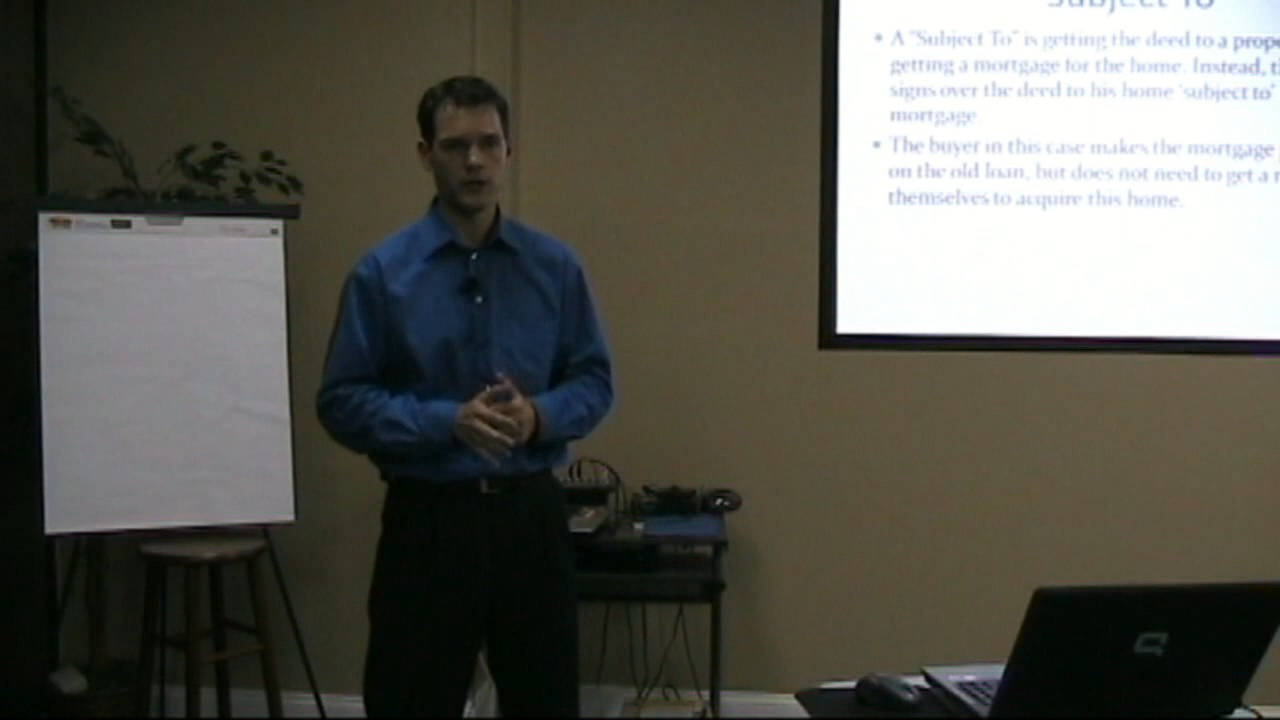 Subject To
• A "Subject To" is getting the deed to a prope
getting a mortgage for the home. Instead, t
signs over the deed to his home 'subject to'
mortgage
• The buyer in this case makes the mortgage
on the old loan, but does not need to get a
themselves to acquire this home.